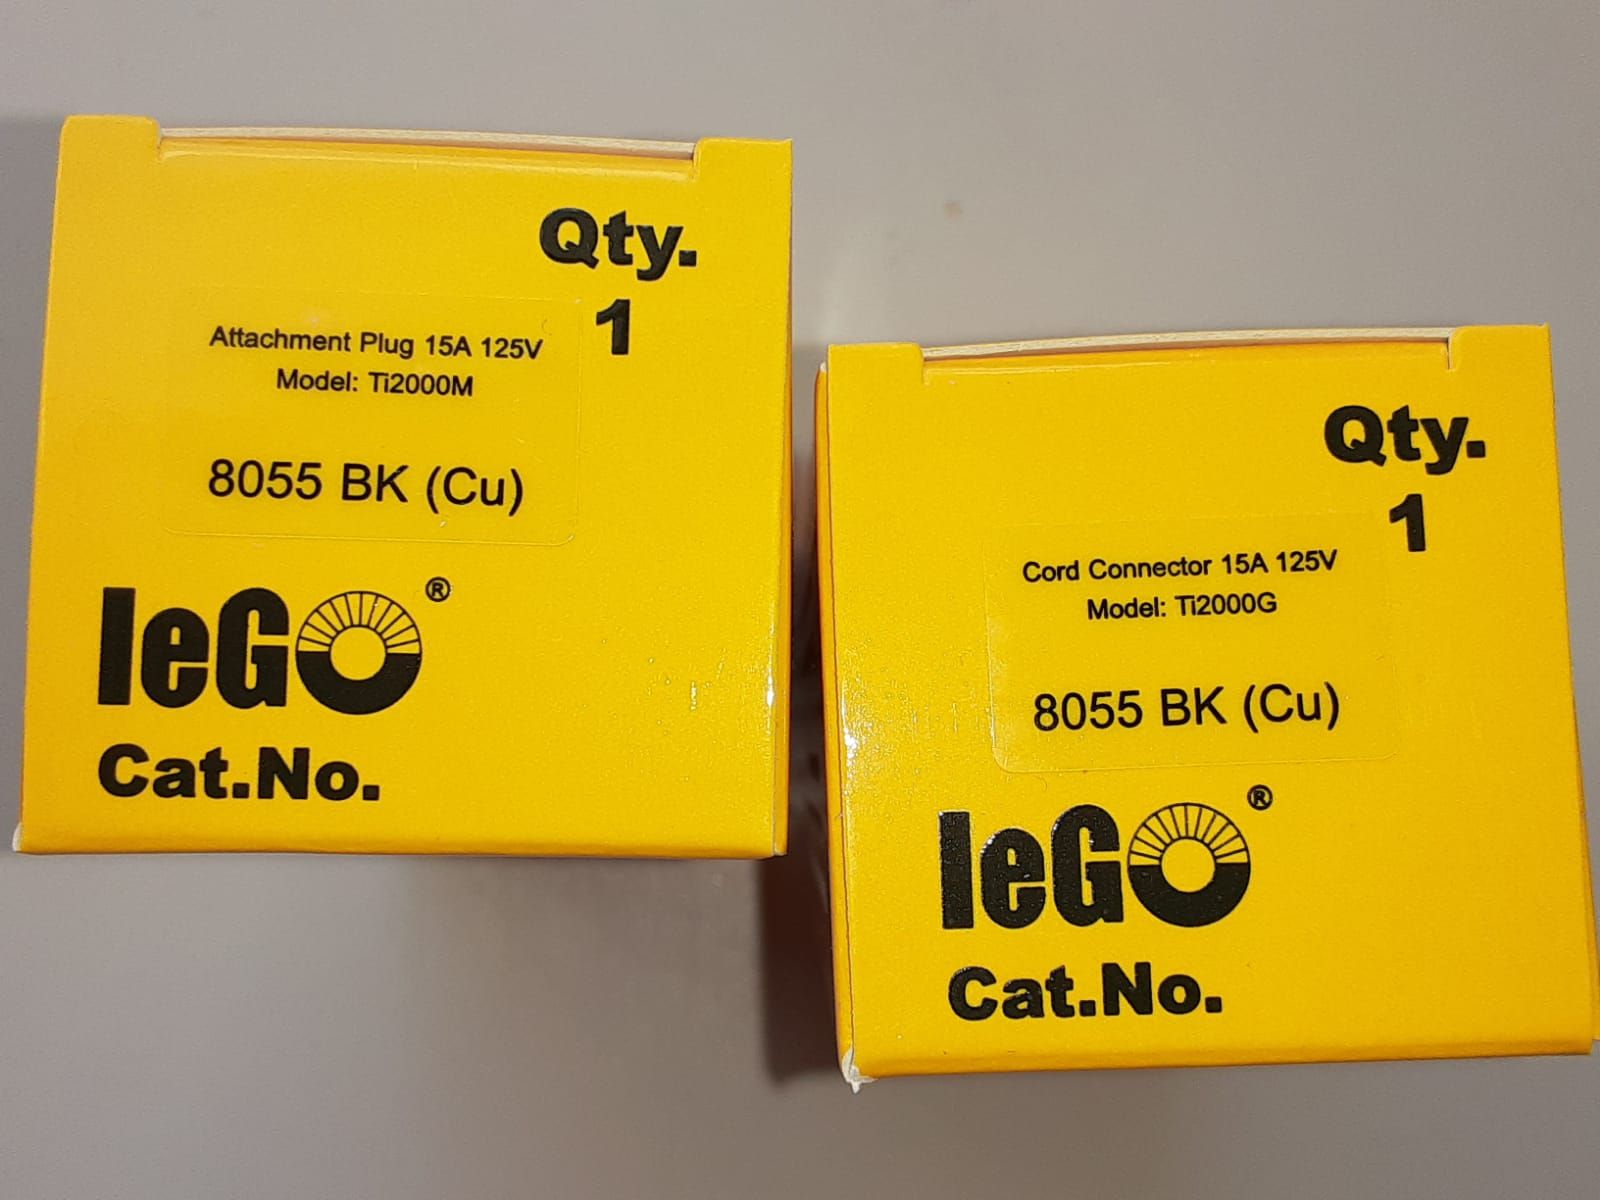 Qty.
1
Attachment Plug 15A 125V
Model: Ti2000M
8055 BK (Cu)
leGO®
Cat.No.
Qty.
1
Cord Connector 15A 125V
Model: Ti2000G
8055 BK (Cu)
leGO®
Cat.No.